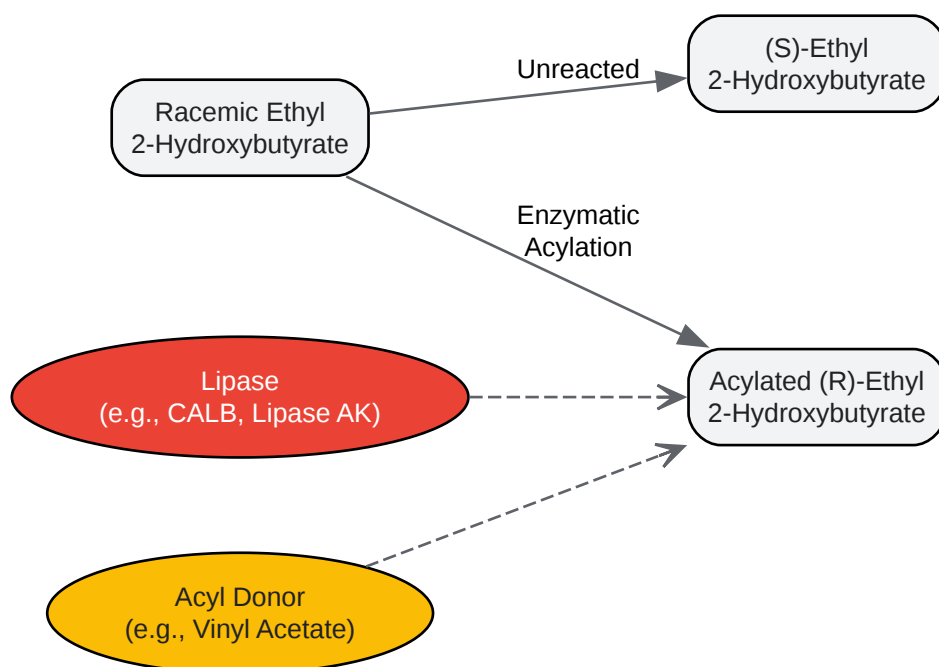 (S)-Ethyl
2-Hydroxybutyrate
Unreacted
Racemic Ethyl
2-Hydroxybutyrate
Enzymatic
Acylation
Lipase
(e.g., CALB, Lipase AK)
Acylated (R)-Ethyl
2-Hydroxybutyrate
Acyl Donor
(e.g., Vinyl Acetate)